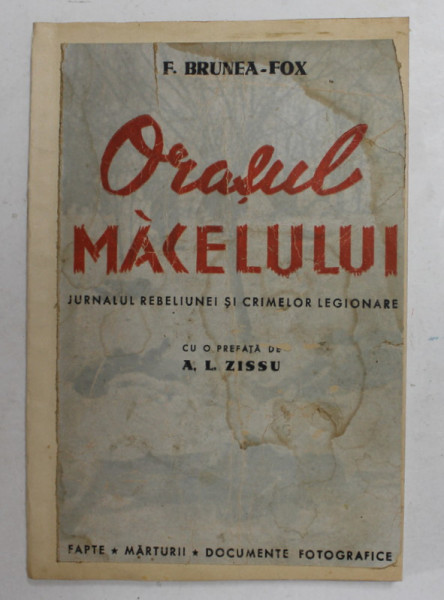 F. BRUNEA-FOX
Orașul
MĂCELULUI
JURNALUL REBELIUNEI ȘI CRIMELOR LEGIONARE
CU O PREFAȚĂ DE
A. L. ZISSU
FAPTE ★ MĂRTURII ★ DOCUMENTE FOTOGRAFICE